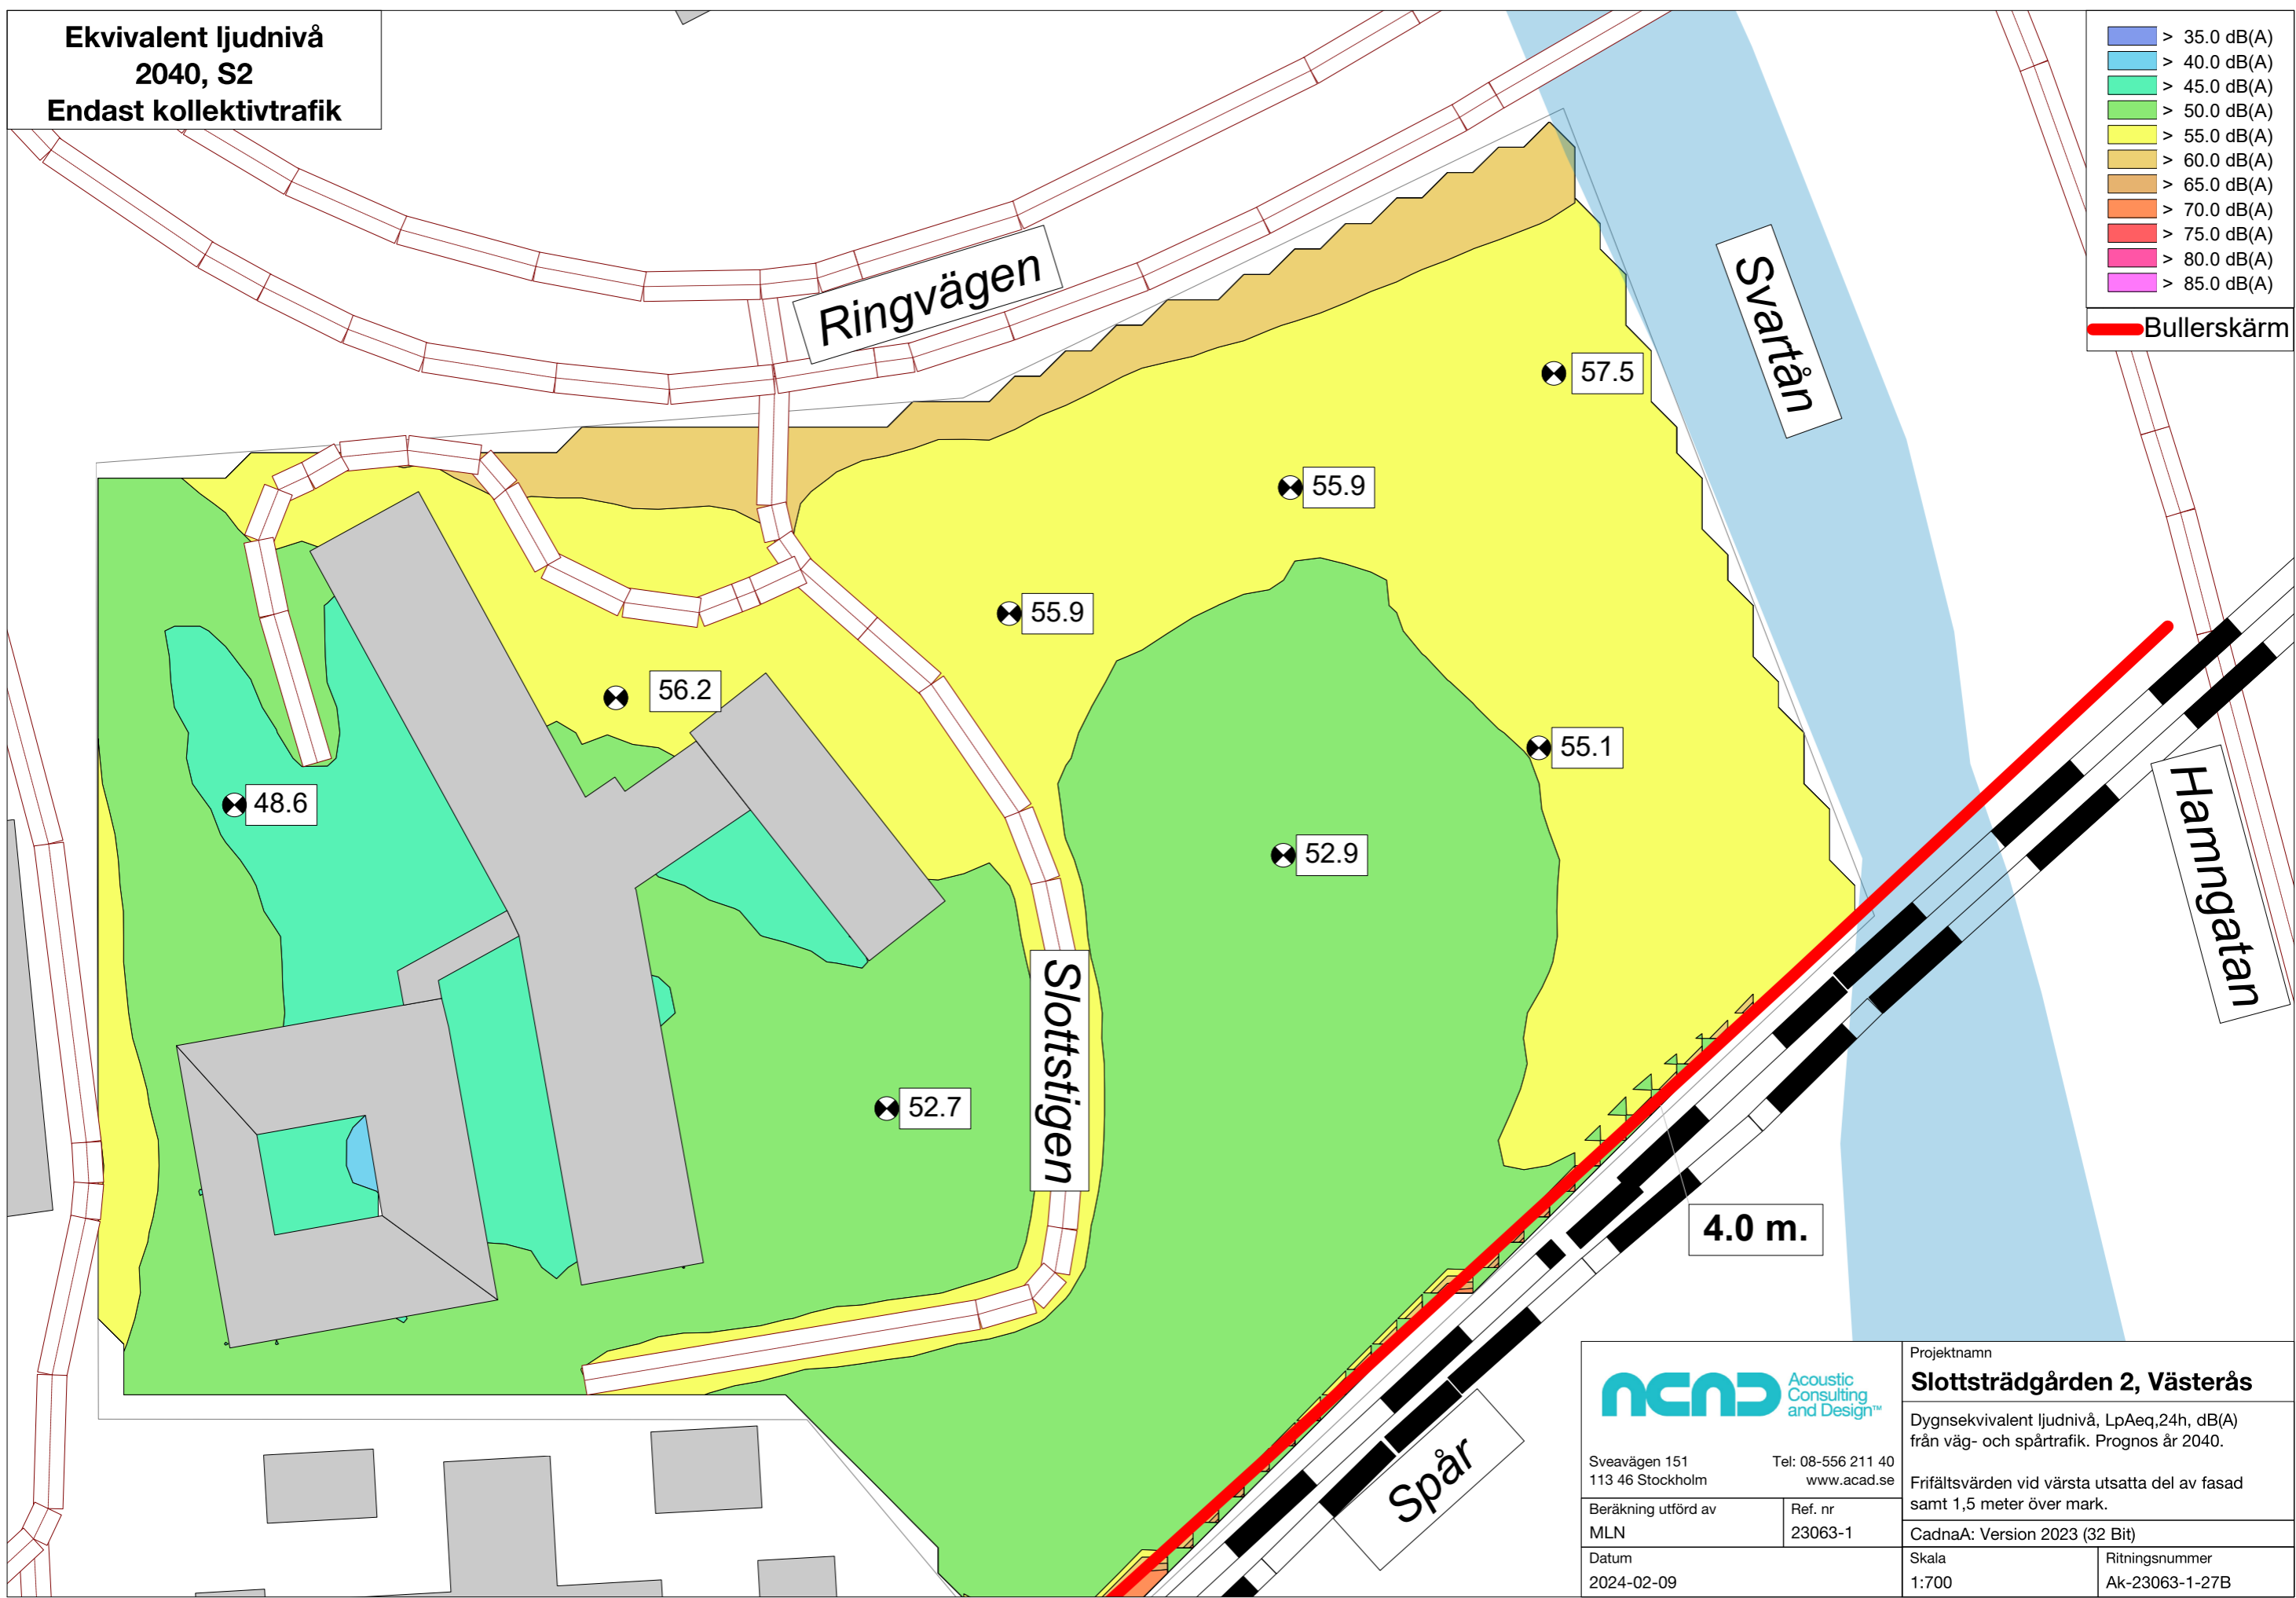 Ekvivalent ljudnivå
2040, S2
Endast kollektivtrafik
> 35.0 dB(A)
> 40.0 dB(A)
> 45.0 dB(A)
> 50.0 dB(A)
> 55.0 dB(A)
> 60.0 dB(A)
> 65.0 dB(A)
> 70.0 dB(A)
> 75.0 dB(A)
> 80.0 dB(A)
> 85.0 dB(A)
Bullerskärm
Ringvägen
Svartån
57.5
55.9
55.9
56.2
55.1
48.6
52.9
Hamngatan
Slottstigen
52.7
4.0 m.
Spår
ACAD
Acoustic
Consulting
and Design™
Sveavägen 151
113 46 Stockholm
Tel: 08-556 211 40
www.acad.se
Beräkning utförd av
MLN
Ref. nr
23063-1
Datum
2024-02-09
Projektnamn
Slottsträdgården 2, Västerås
Dygnsekvivalent ljudnivå, LpAeq,24h, dB(A)
från väg- och spårtrafik. Prognos år 2040.
Frifältsvärden vid värsta utsatta del av fasad
samt 1,5 meter över mark.
CadnaA: Version 2023 (32 Bit)
Skala
1:700
Ritningsnummer
Ak-23063-1-27B